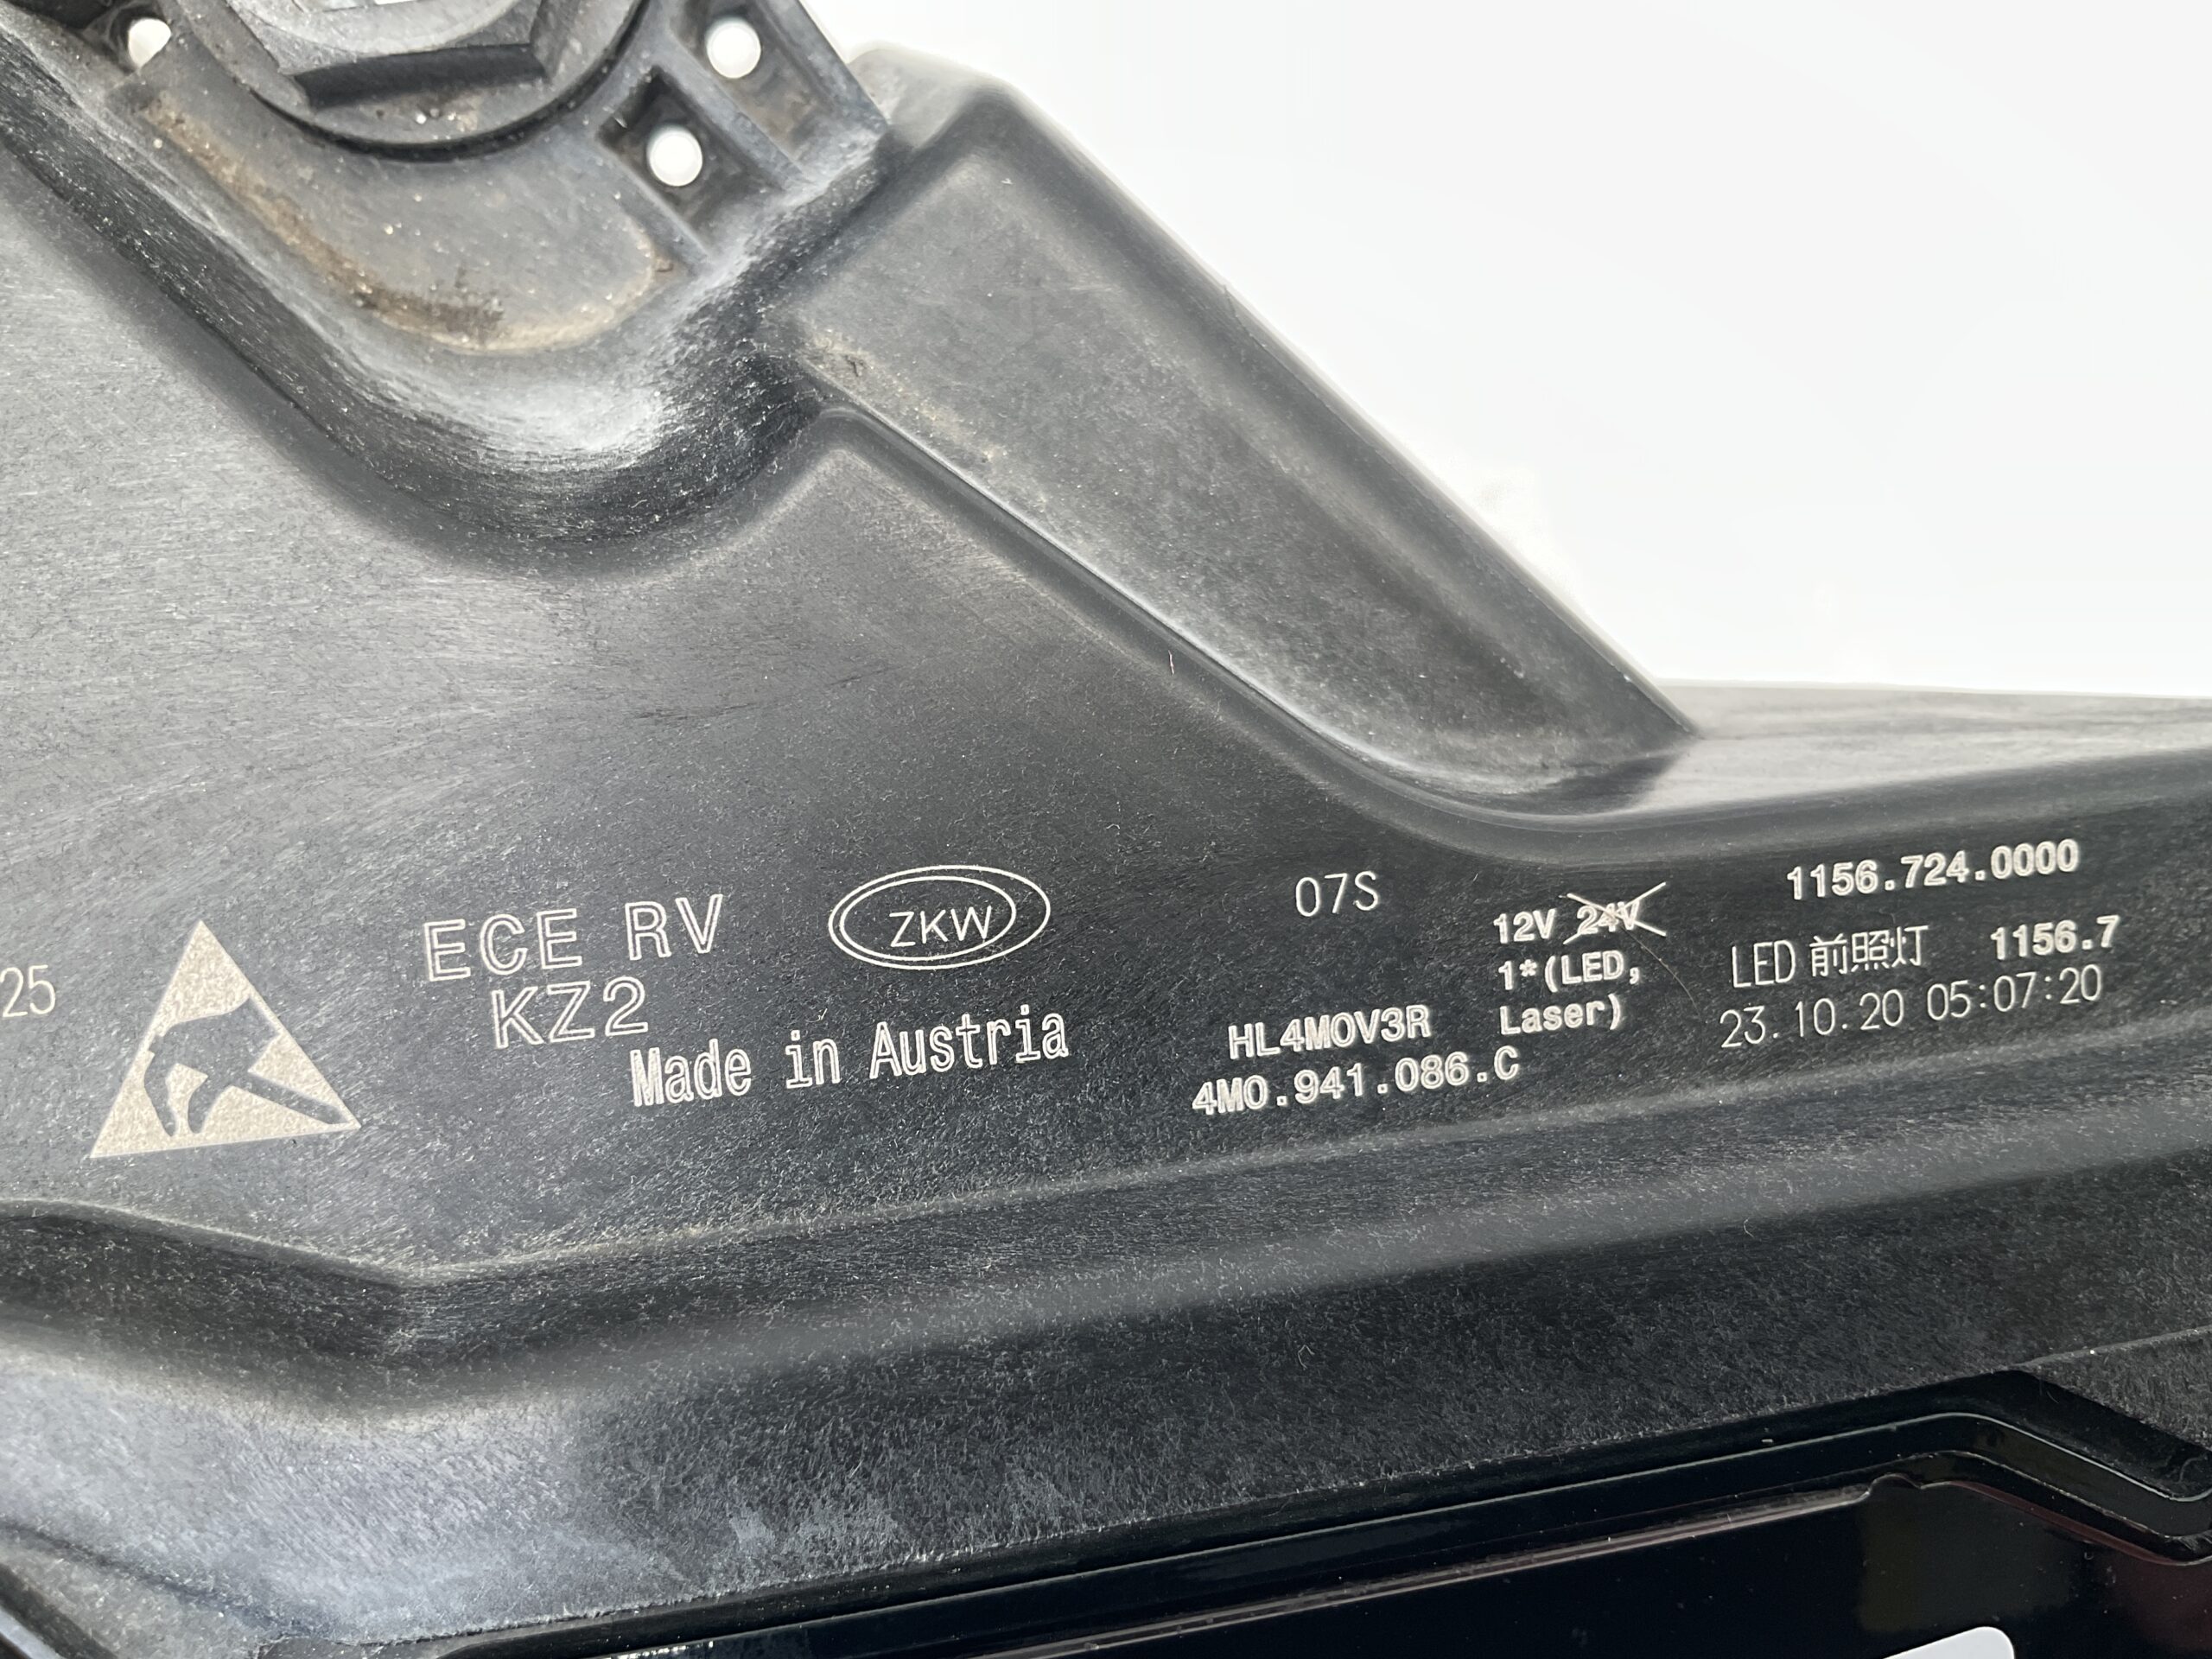 25
ECE RV
KZ2
ZKW
Made in Austria
07S
HL4M0V3R
4M0.941.086.C
12V 24V
1*(LED,
Laser)
1156.724.0000
LED 前照灯 1156.7
23.10.20 05:07:20